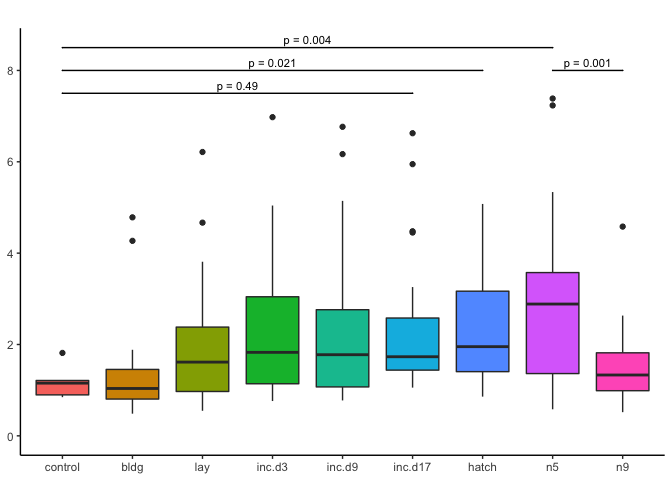 p = 0.004
p = 0.021
p = 0.001
p = 0.49
8
6
4
2
0
control bldg lay inc.d3 inc.d9 inc.d17 hatch n5 n9